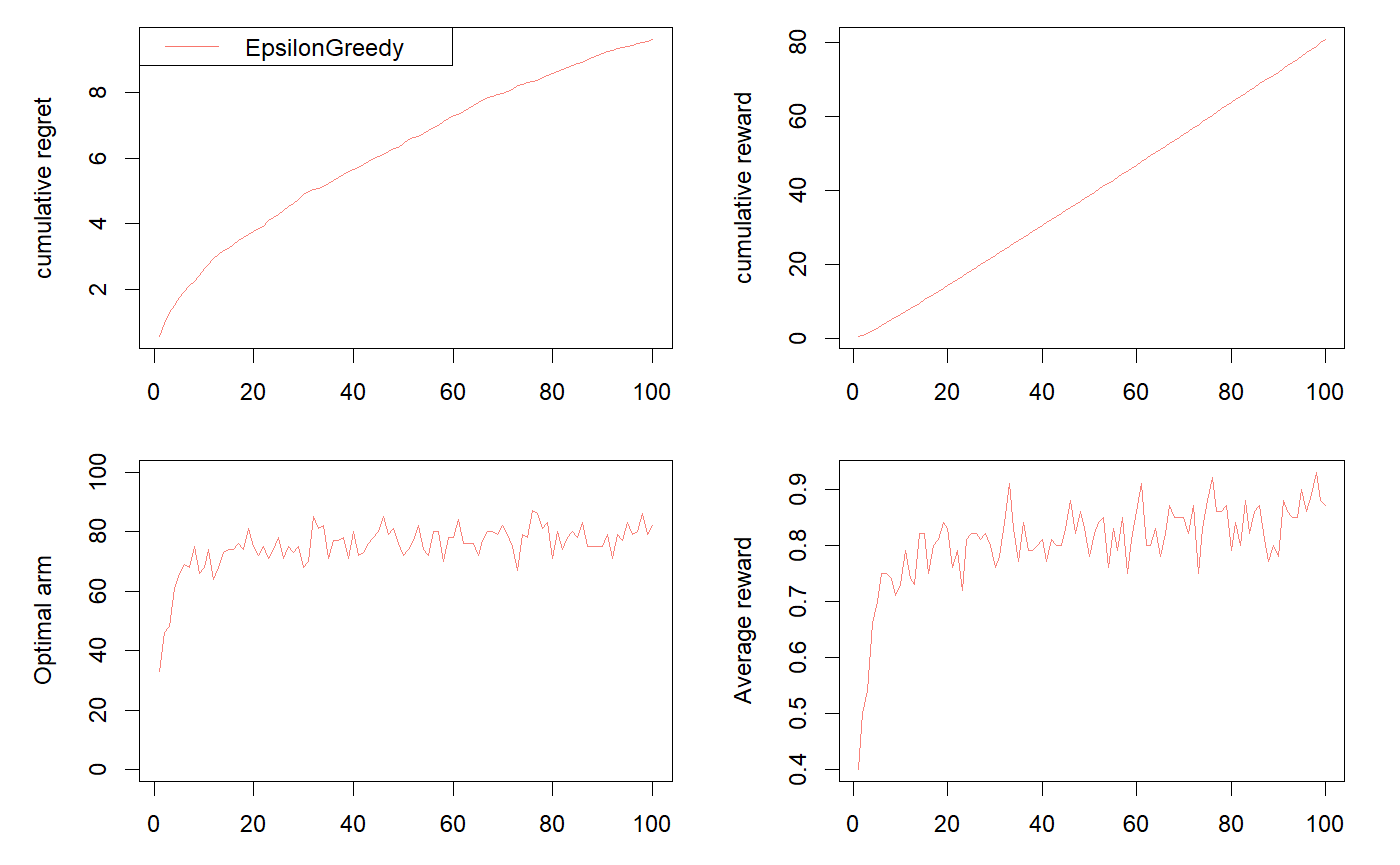 EpsilonGreedy
cumulative regret
2 4 6 8
0 20 40 60 80 100
cumulative reward
0 20 40 60 80
0 20 40 60 80 100
Optimal arm
0 20 40 60 80 100
0 20 40 60 80 100
Average reward
0.4 0.5 0.6 0.7 0.8 0.9
0 20 40 60 80 100